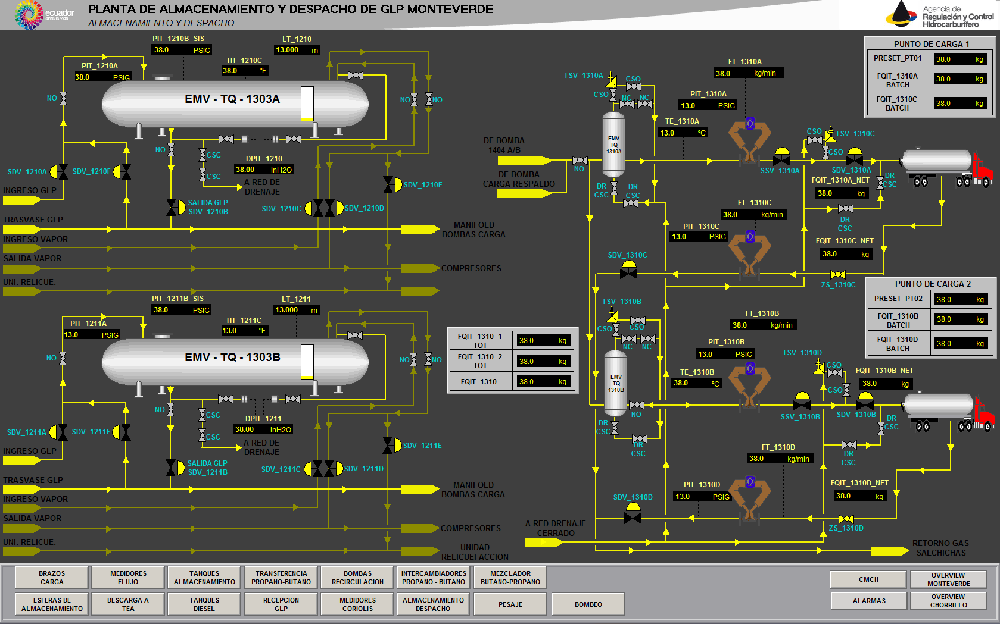 ecuador
ama la vida
PLANTA DE ALMACENAMIENTO Y DESPACHO DE GLP MONTEVERDE
ALMACENAMIENTO Y DESPACHO
Agencia de
Regulación y Control
Hidrocarburífero
PIT_1210B_SIS
38.0 PSIG
LT_1210
13.000 m
PIT_1210A
38.0 PSIG
TIT_1210C
38.0 ºF
NO
EMV - TQ - 1303A
NO
NO
NO
CSC
CSC
DPIT_1210
38.00 inH2O
A RED DE
DRENAJE
SDV_1210A
SDV_1210F
SDV_1210E
INGRESO GLP
SALIDA GLP
SDV_1210B
SDV_1210C
SDV_1210D
TRASVASE GLP
MANIFOLD
BOMBAS CARGA
INGRESO VAPOR
SALIDA VAPOR
COMPRESORES
UNI. RELICUE.
PIT_1211B_SIS
38.0 PSIG
LT_1211
13.000 m
PIT_1211A
13.0 PSIG
TIT_1211C
13.0 ºF
NO
EMV - TQ - 1303B
NO
NO
NO
CSC
CSC
DPIT_1211
38.00 inH2O
A RED DE
DRENAJE
SDV_1211A
SDV_1211F
SDV_1211E
INGRESO GLP
SALIDA GLP
SDV_1211B
SDV_1211C
SDV_1211D
TRASVASE GLP
MANIFOLD
BOMBAS CARGA
INGRESO VAPOR
SALIDA VAPOR
COMPRESORES
UNI. RELICUE.
UNIDAD
RELICUEFACCION
FQIT_1310_1
TOT
38.0 kg
FQIT_1310_2
TOT
38.0 kg
FQIT_1310
38.0 kg
TSV_1310A
CSO
CSO
NC
NC
EMV
TQ
1310A
DE BOMBA
1404 A/B
DE BOMBA
CARGA RESPALDO
NO
DR
CSC
DR
CSC
FT_1310A
38.0 kg/min
PIT_1310A
13.0 PSIG
TE_1310A
13.0 ºC
SSV_1310A
CSO
TSV_1310C
CSO
SDV_1310A
FQIT_1310A_NET
38.0 kg
DR
CSC
DR
CSC
FT_1310C
38.0 kg/min
PIT_1310C
13.0 PSIG
FQIT_1310C_NET
38.0 kg
SDV_1310C
ZS_1310C
PUNTO DE CARGA 1
PRESET_PT01
38.0 kg
FQIT_1310A
BATCH
38.0 kg
FQIT_1310C
BATCH
38.0 kg
PUNTO DE CARGA 2
PRESET_PT02
38.0 kg
FQIT_1310B
BATCH
38.0 kg
FQIT_1310D
BATCH
38.0 kg
TSV_1310B
CSO
CSO
NC
NC
EMV
TQ
1310B
NO
DR
CSC
DR
CSC
FT_1310B
38.0 kg/min
PIT_1310B
13.0 PSIG
TE_1310B
38.0 ºC
SSV_1310B
TSV_1310D
CSO
CSO
SDV_1310B
FQIT_1310B_NET
38.0 kg
DR
CSC
DR
CSC
FT_1310D
38.0 kg/min
PIT_1310D
13.0 PSIG
FQIT_1310D_NET
38.0 kg
SDV_1310D
ZS_1310D
A RED DRENAJE
CERRADO
RETORNO GAS
SALCHICHAS
BRAZOS
CARGA
MEDIDORES
FLUJO
TANQUES
ALMACENAMIENTO
TRANSFERENCIA
PROPANO-BUTANO
BOMBAS
RECIRCULACION
INTERCAMBIADORES
PROPANO - BUTANO
MEZCLADOR
BUTANO-PROPANO
CMCH
OVERVIEW
MONTEVERDE
ESFERAS DE
ALMACENAMIENTO
DESCARGA A
TEA
TANQUES
DIESEL
RECEPCION
GLP
MEDIDORES
CORIOLIS
ALMACENAMIENTO
DESPACHO
PESAJE
BOMBEO
ALARMAS
OVERVIEW
CHORRILLO